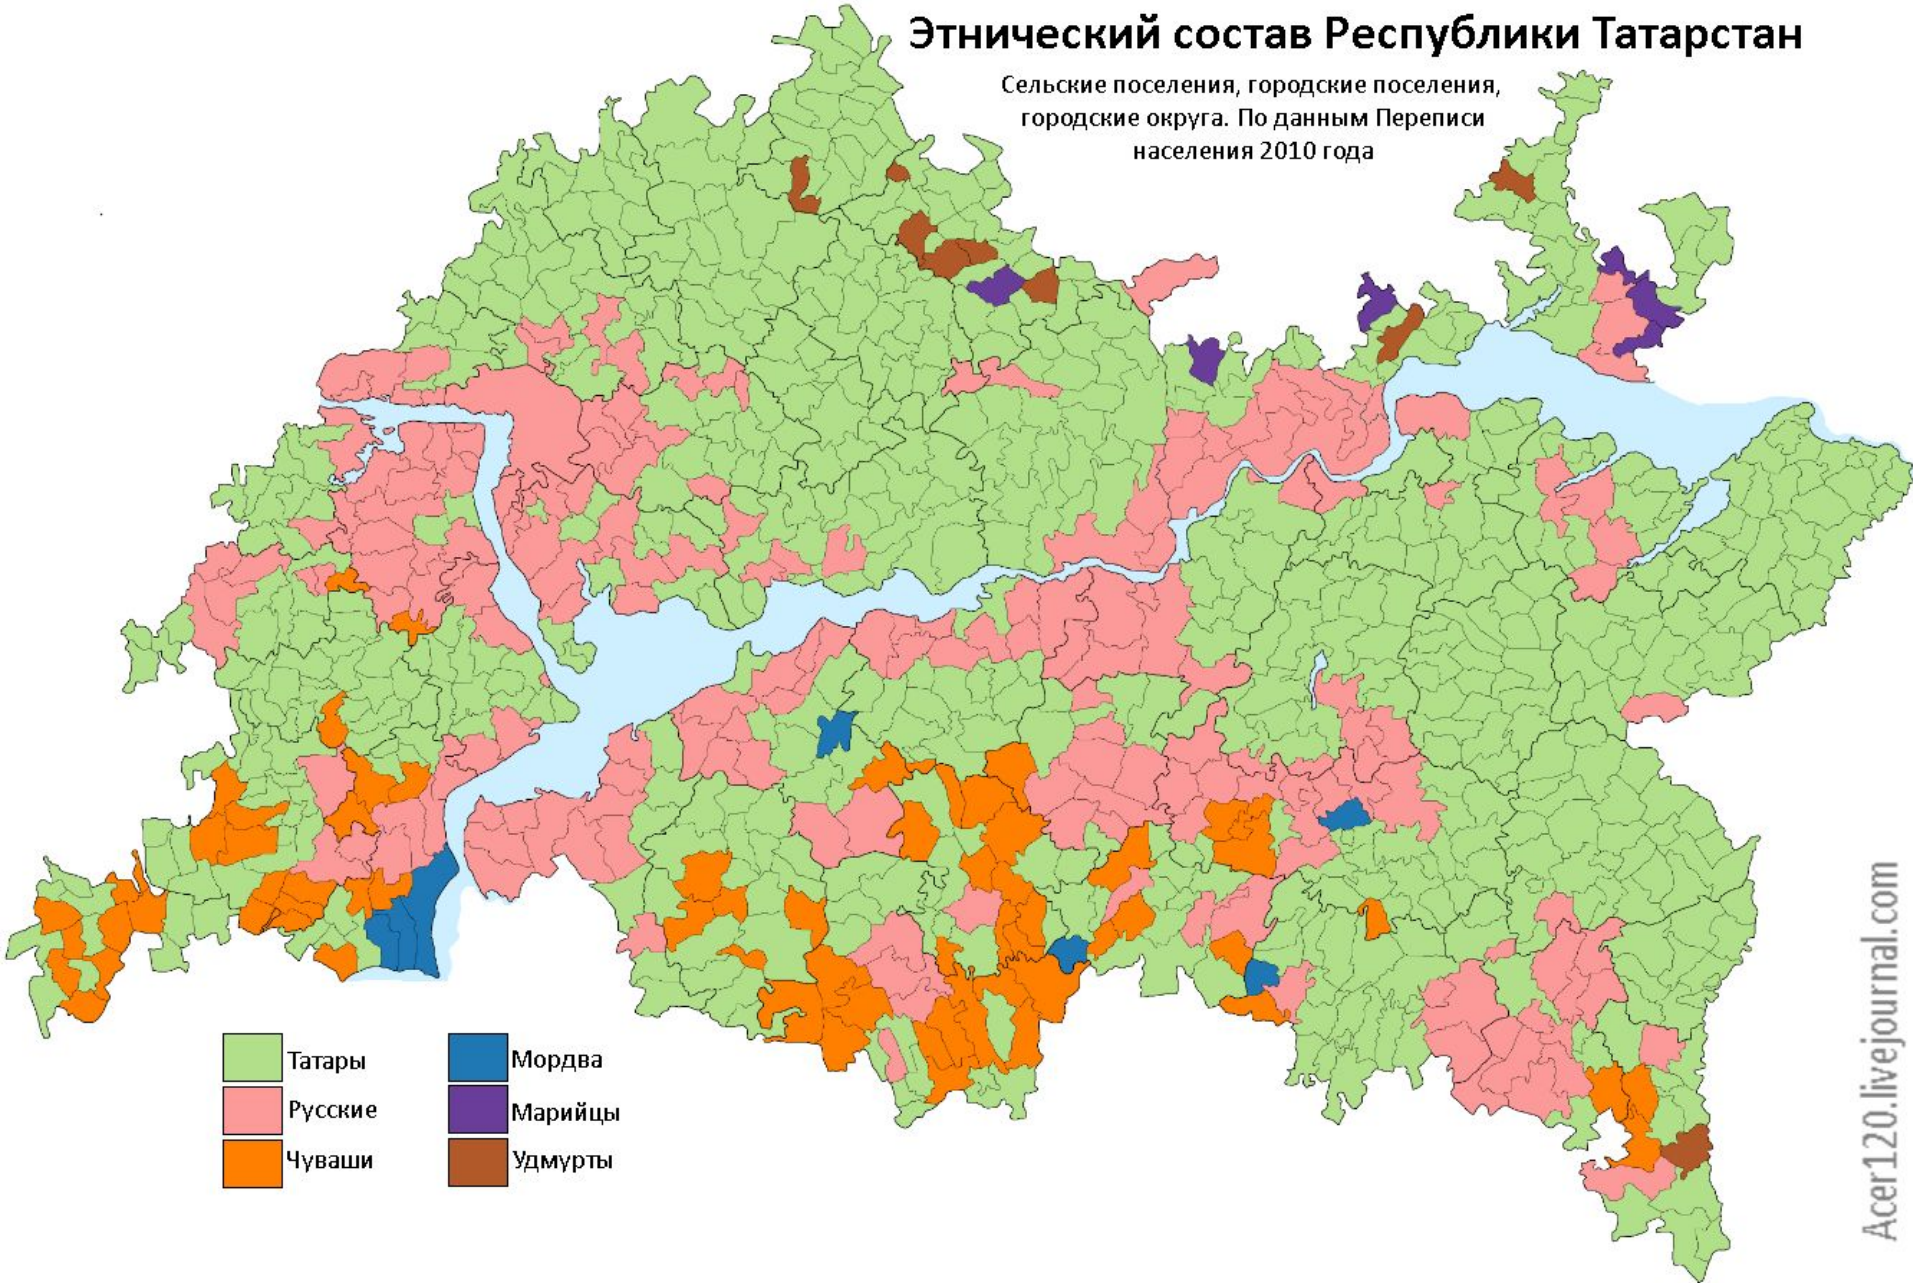 Этнический состав Республики Татарстан
Сельские поселения, городские поселения,
городские округа. По данным Переписи
населения 2010 года
Татары
Русские
Чуваши
Мордва
Марийцы
Удмурты
Acer120.livejournal.com